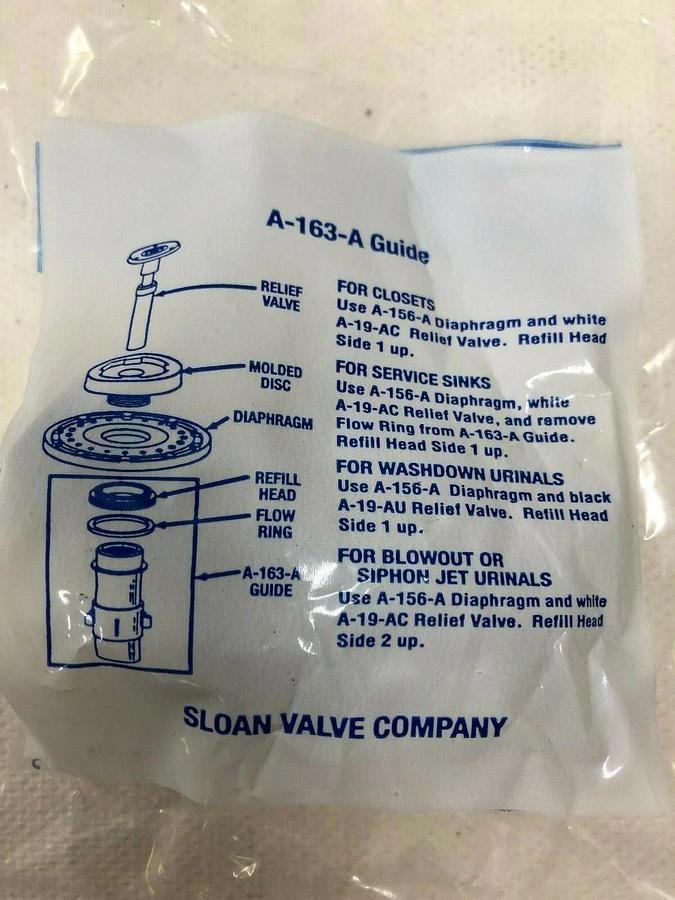 A-163-A Guide
RELIEF
VALVE
MOLDED
DISC
DIAPHRAGM
REFILL
HEAD
FLOW
RING
A-163-A
GUIDE
FOR CLOSETS
Use A-156-A Diaphragm and white
A-19-AC Relief Valve. Refill Head
Side 1 up.
FOR SERVICE SINKS
Use A-156-A Diaphragm, white
A-19-AC Relief Valve, and remove
Flow Ring from A-163-A Guide.
Refill Head Side 1 up.
FOR WASHDOWN URINALS
Use A-156-A Diaphragm and black
A-19-AU Relief Valve. Refill Head
Side 1 up.
FOR BLOWOUT OR
SIPHON JET URINALS
Use A-156-A Diaphragm and white
A-19-AC Relief Valve. Refill Head
Side 2 up.
SLOAN VALVE COMPANY